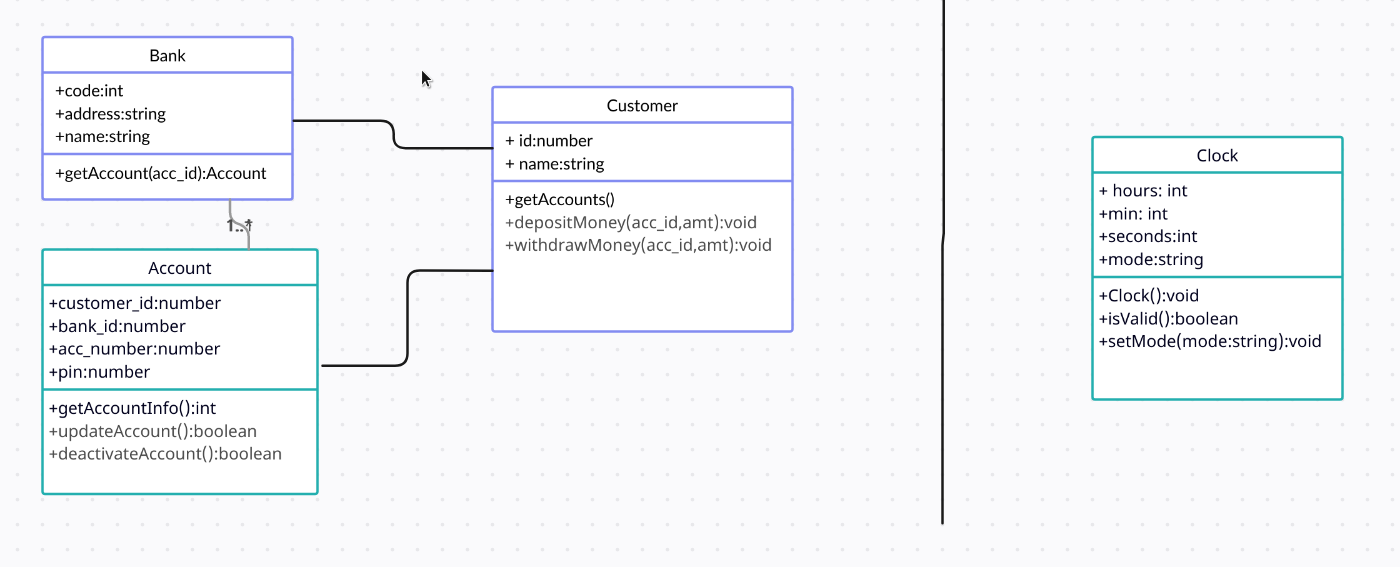 Bank
+code:int
+address:string
+name:string
+getAccount(acc_id):Account
1..*
Account
+customer_id:number
+bank_id:number
+acc_number:number
+pin:number
+getAccountInfo():int
+updateAccount():boolean
+deactivateAccount():boolean
Customer
+ id:number
+ name:string
+getAccounts()
+depositMoney(acc_id,amt):void
+withdrawMoney(acc_id,amt):void
Clock
+ hours: int
+min: int
+seconds:int
+mode:string
+Clock():void
+isValid():boolean
+setMode(mode:string):void